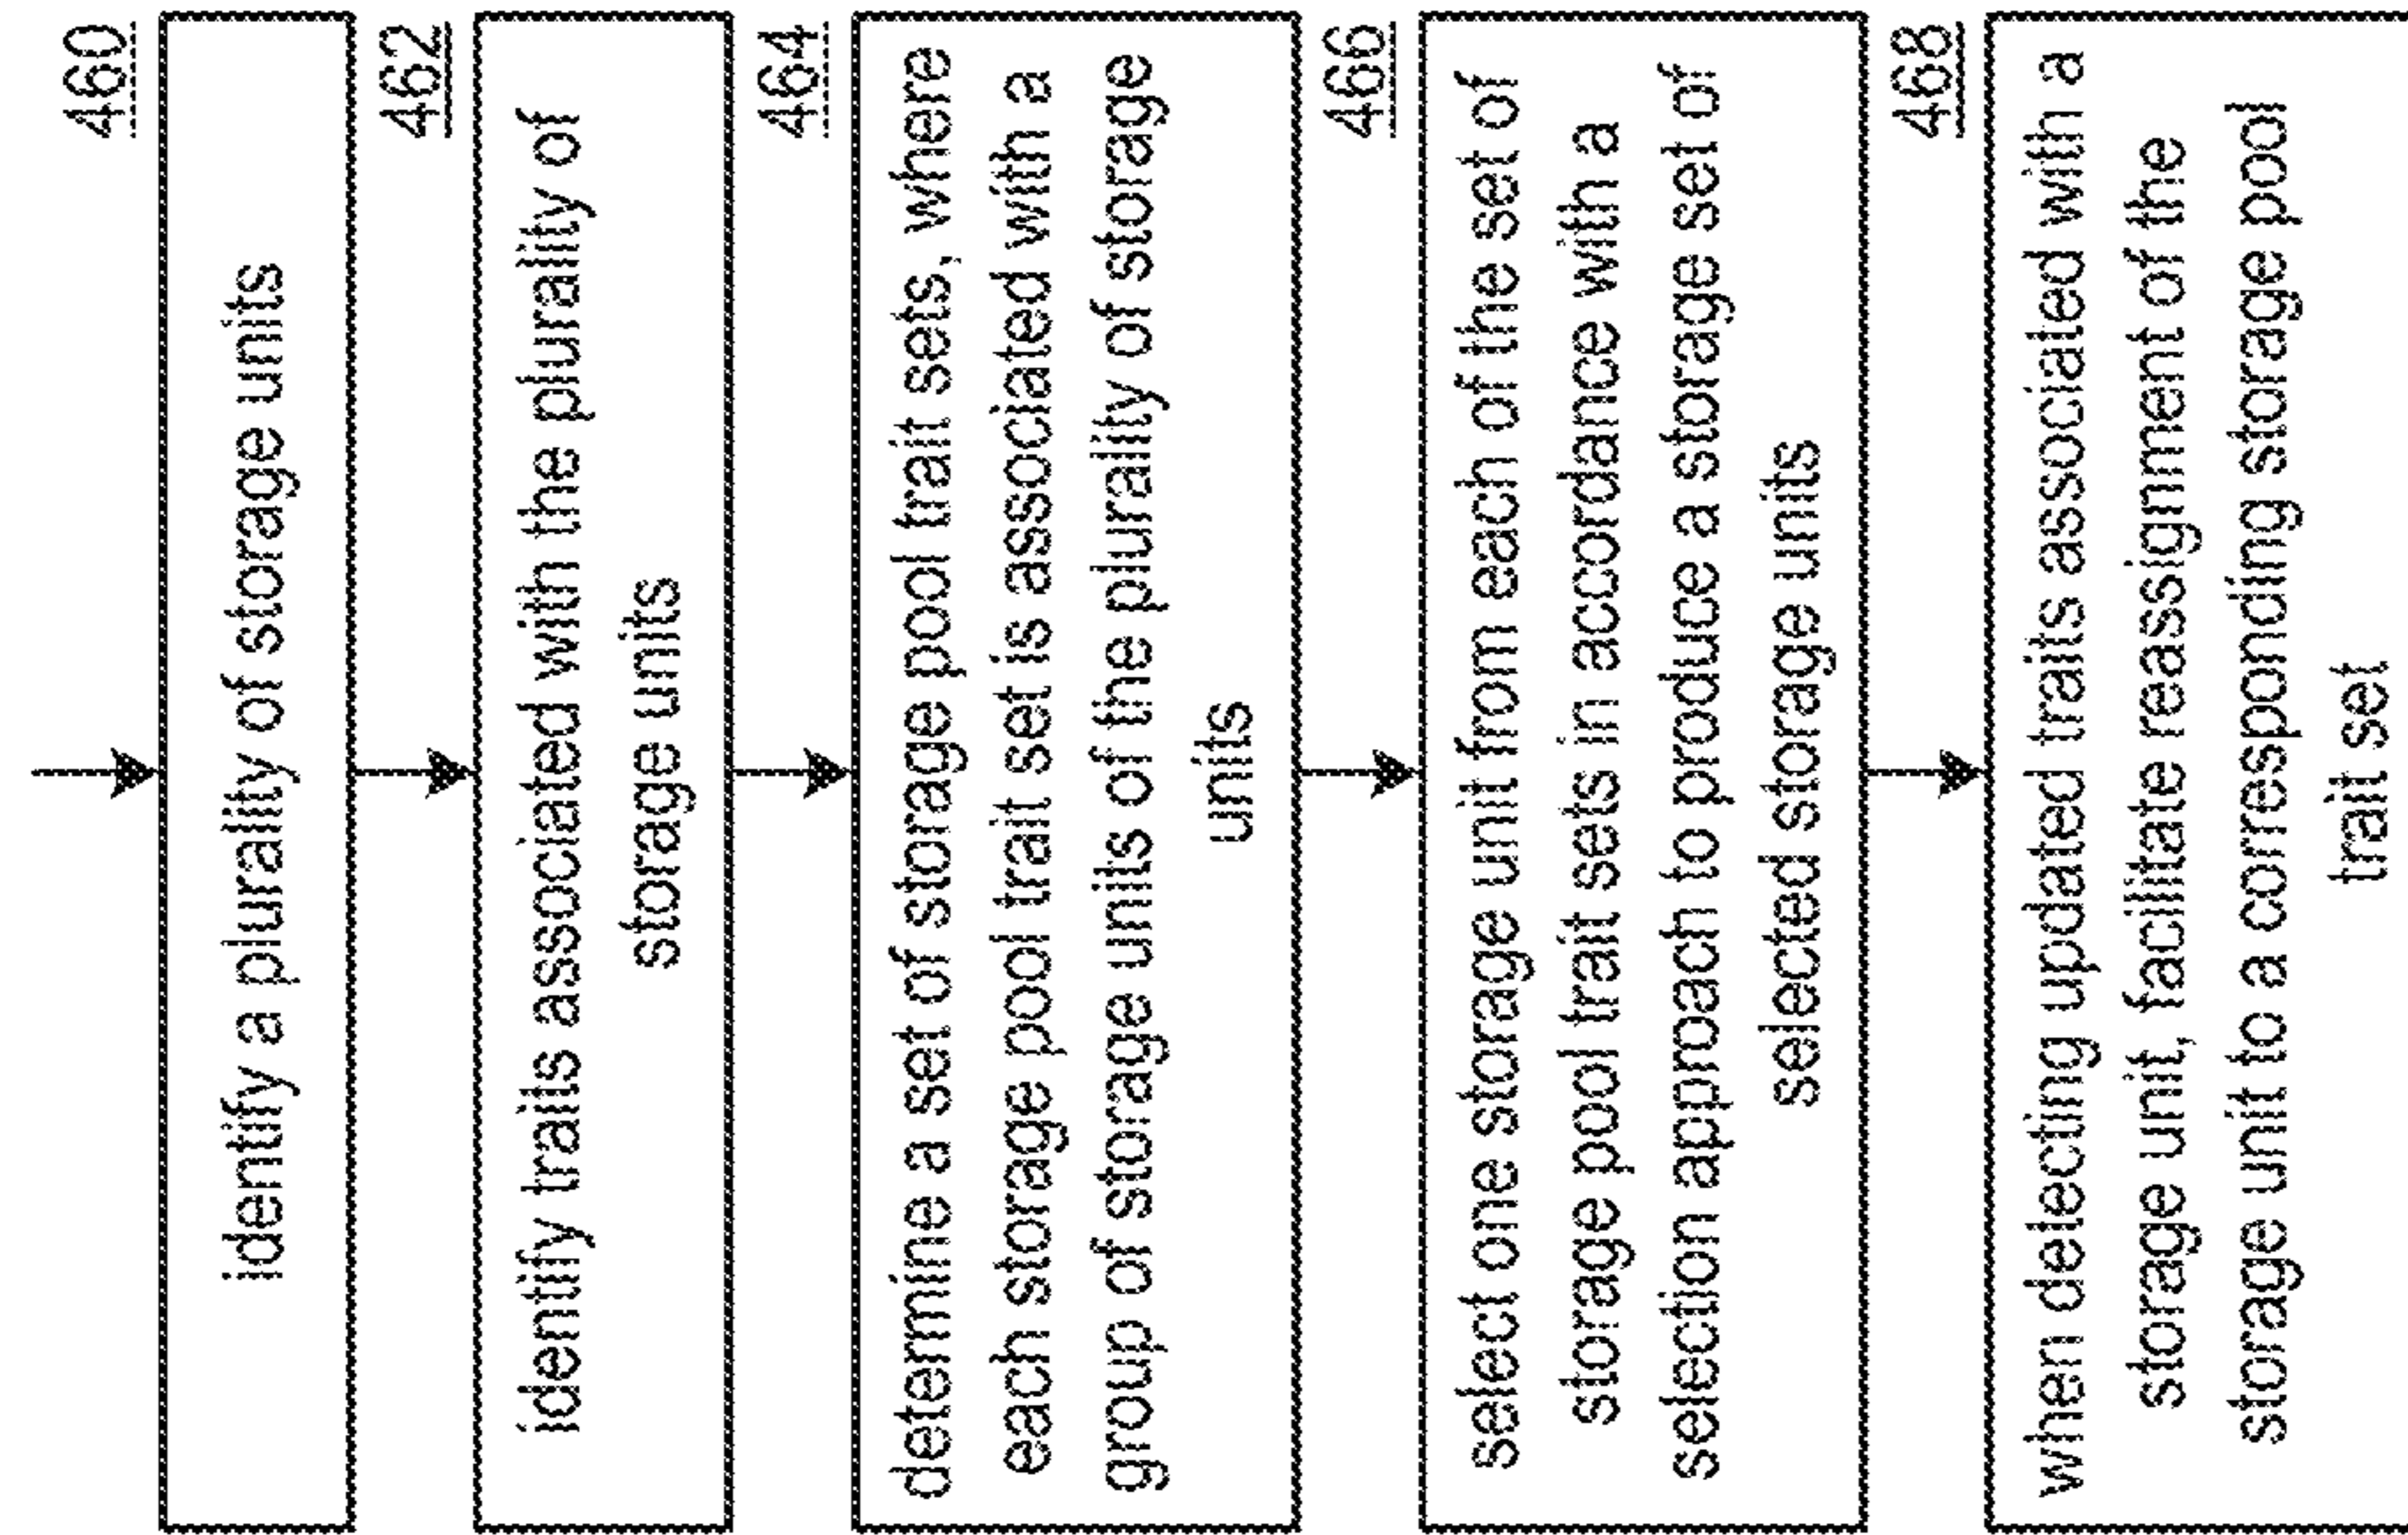 460
identify a plurality of storage units
462
identify traits associated with the plurality of
storage units
464
determine a set of storage pool trait sets, where
each storage pool trait set is associated with a
group of storage units of the plurality of storage
units
466
select one storage unit from each of the set of
storage pool trait sets in accordance with a
selection approach to produce a storage set of
selected storage units
468
when detecting updated traits associated with a
storage unit, facilitate reassignment of the
storage unit to a corresponding storage pool
trait set